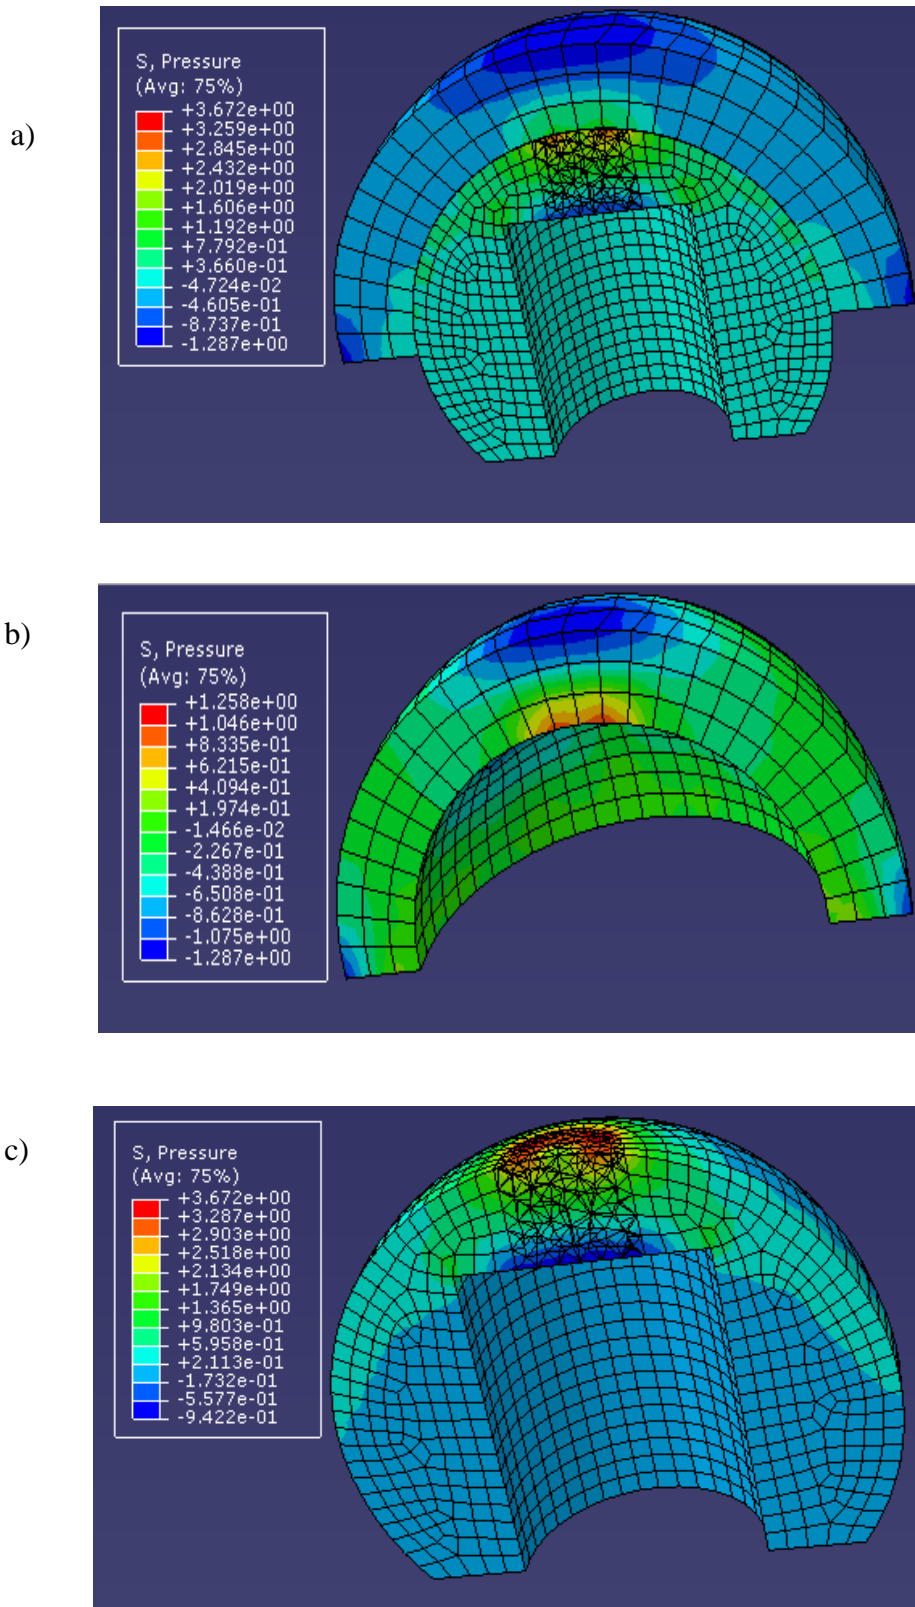 a)
S, Pressure
(Avg: 75%)
+3.672e+00
+3.259e+00
+2.845e+00
+2.432e+00
+2.019e+00
+1.606e+00
+1.192e+00
+7.792e-01
+3.660e-01
-4.724e-02
-4.605e-01
-8.737e-01
-1.287e+00
b)
S, Pressure
(Avg: 75%)
+1.258e+00
+1.046e+00
+8.335e-01
+6.215e-01
+4.094e-01
+1.974e-01
-1.466e-02
-2.267e-01
-4.388e-01
-6.508e-01
-8.628e-01
-1.075e+00
-1.287e+00
c)
S, Pressure
(Avg: 75%)
+3.672e+00
+3.287e+00
+2.903e+00
+2.518e+00
+2.134e+00
+1.749e+00
+1.365e+00
+9.803e-01
+5.958e-01
+2.113e-01
-1.732e-01
-5.577e-01
-9.422e-01